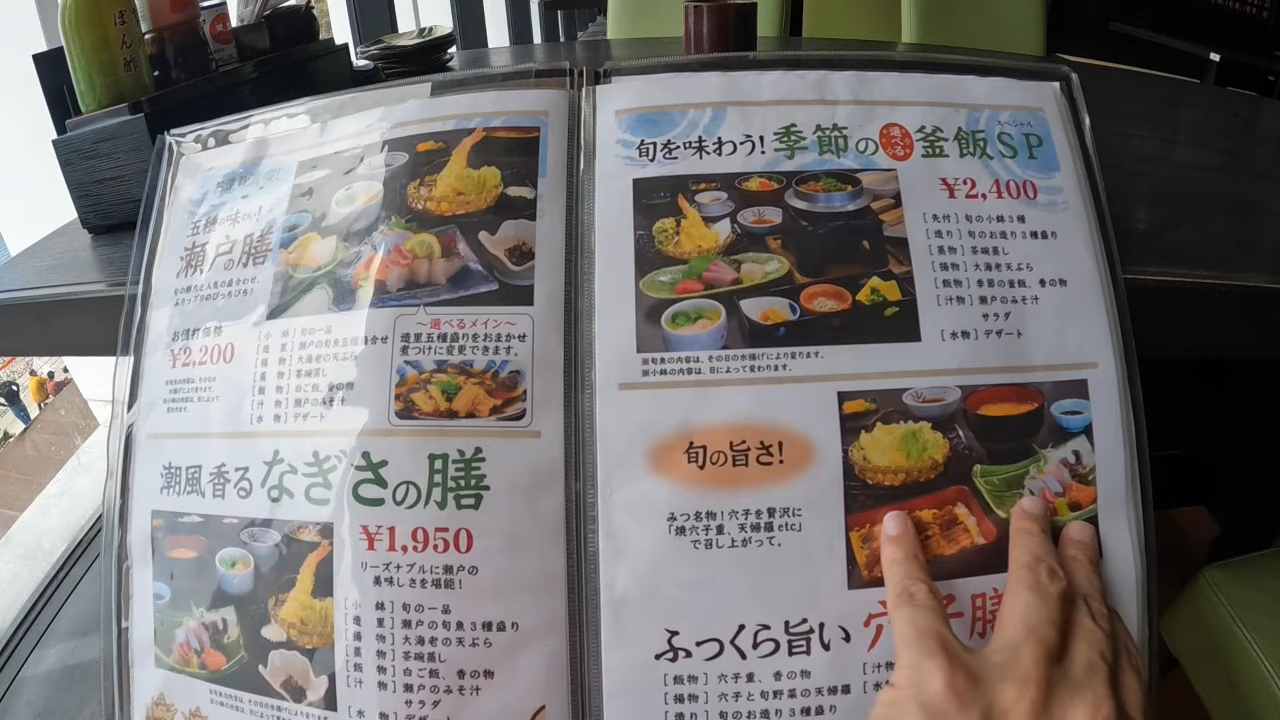 ぽん酢
五種の味わい!
瀬戸の膳
お値打価格
¥2,200
[小 鉢] 旬の一品
[造 里] 瀬戸の旬魚五種盛合せ
[揚 物] 大海老の天ぷら
[蒸 物] 茶碗蒸し
[飯 物] 白ご飯、香の物
[汁 物] 瀬戸のみそ汁
[水 物] デザート
〜選べるメイン〜
造里五種盛りをおまかせ
煮つけに変更できます。
潮風香る なぎさの膳
¥1,950
リーズナブルに瀬戸の
美味しさを堪能!
[小 鉢] 旬の一品
[造 里] 瀬戸の旬魚3種盛り
[揚 物] 大海老の天ぷら
[蒸 物] 茶碗蒸し
[飯 物] 白ご飯、香の物
[汁 物] 瀬戸のみそ汁
サラダ
[水 物] デザート
旬を味わう! 季節の 選べる 釜飯SP
スペシャル
¥2,400
[先付] 旬の小鉢3種
[造り] 旬のお造り3種盛り
[蒸物] 茶碗蒸し
[揚物] 大海老天ぷら
[飯物] 季節の釜飯、香の物
[汁物] 瀬戸のみそ汁
サラダ
[水物] デザート
※旬魚の内容は、その日の水揚げにより変ります。
※小鉢の内容は、日によって変わります。
旬の旨さ!
みつ名物!穴子を贅沢に
「焼穴子重、天婦羅etc」
で召し上がって。
ふっくら旨い 穴子膳
[飯物] 穴子重、香の物
[揚物] 穴子と旬野菜の天婦羅
[造り] 旬のお造り3種盛り
[汁物